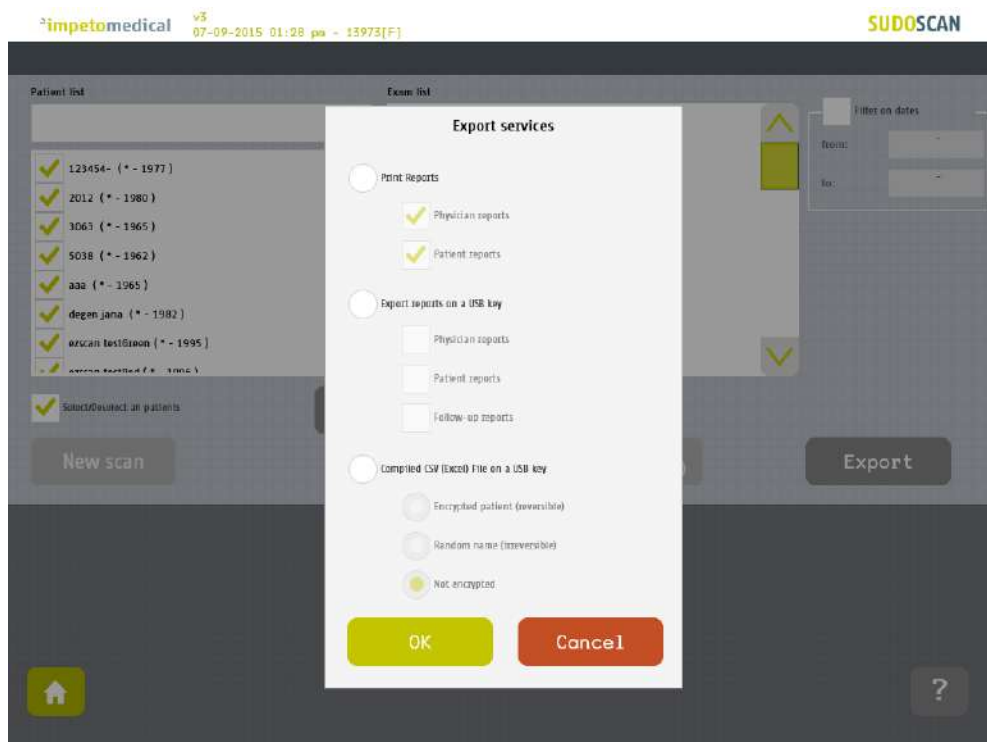 impetomedical
v3
07-09-2015 01:28 pm - 13973[F]
SUDOSCAN
Patient list
Exam list
Filter on dates
from: -
to: -
123454- (* - 1977)
2012 (* - 1980)
3063 (* - 1965)
5038 (* - 1962)
aaa (* - 1965)
degen jana (* - 1982)
ezscan testGreen (* - 1995)
ezscan testRed (*
Select/Deselect all patients
New scan
Export
Export services
Print Reports
Physician reports
Patient reports
Export reports on a USB key
Physician reports
Patient reports
Follow-up reports
Compiled CSV (Excel) File on a USB key
Encrypted patient (reversible)
Random name (irreversible)
Not encrypted
OK
Cancel
?